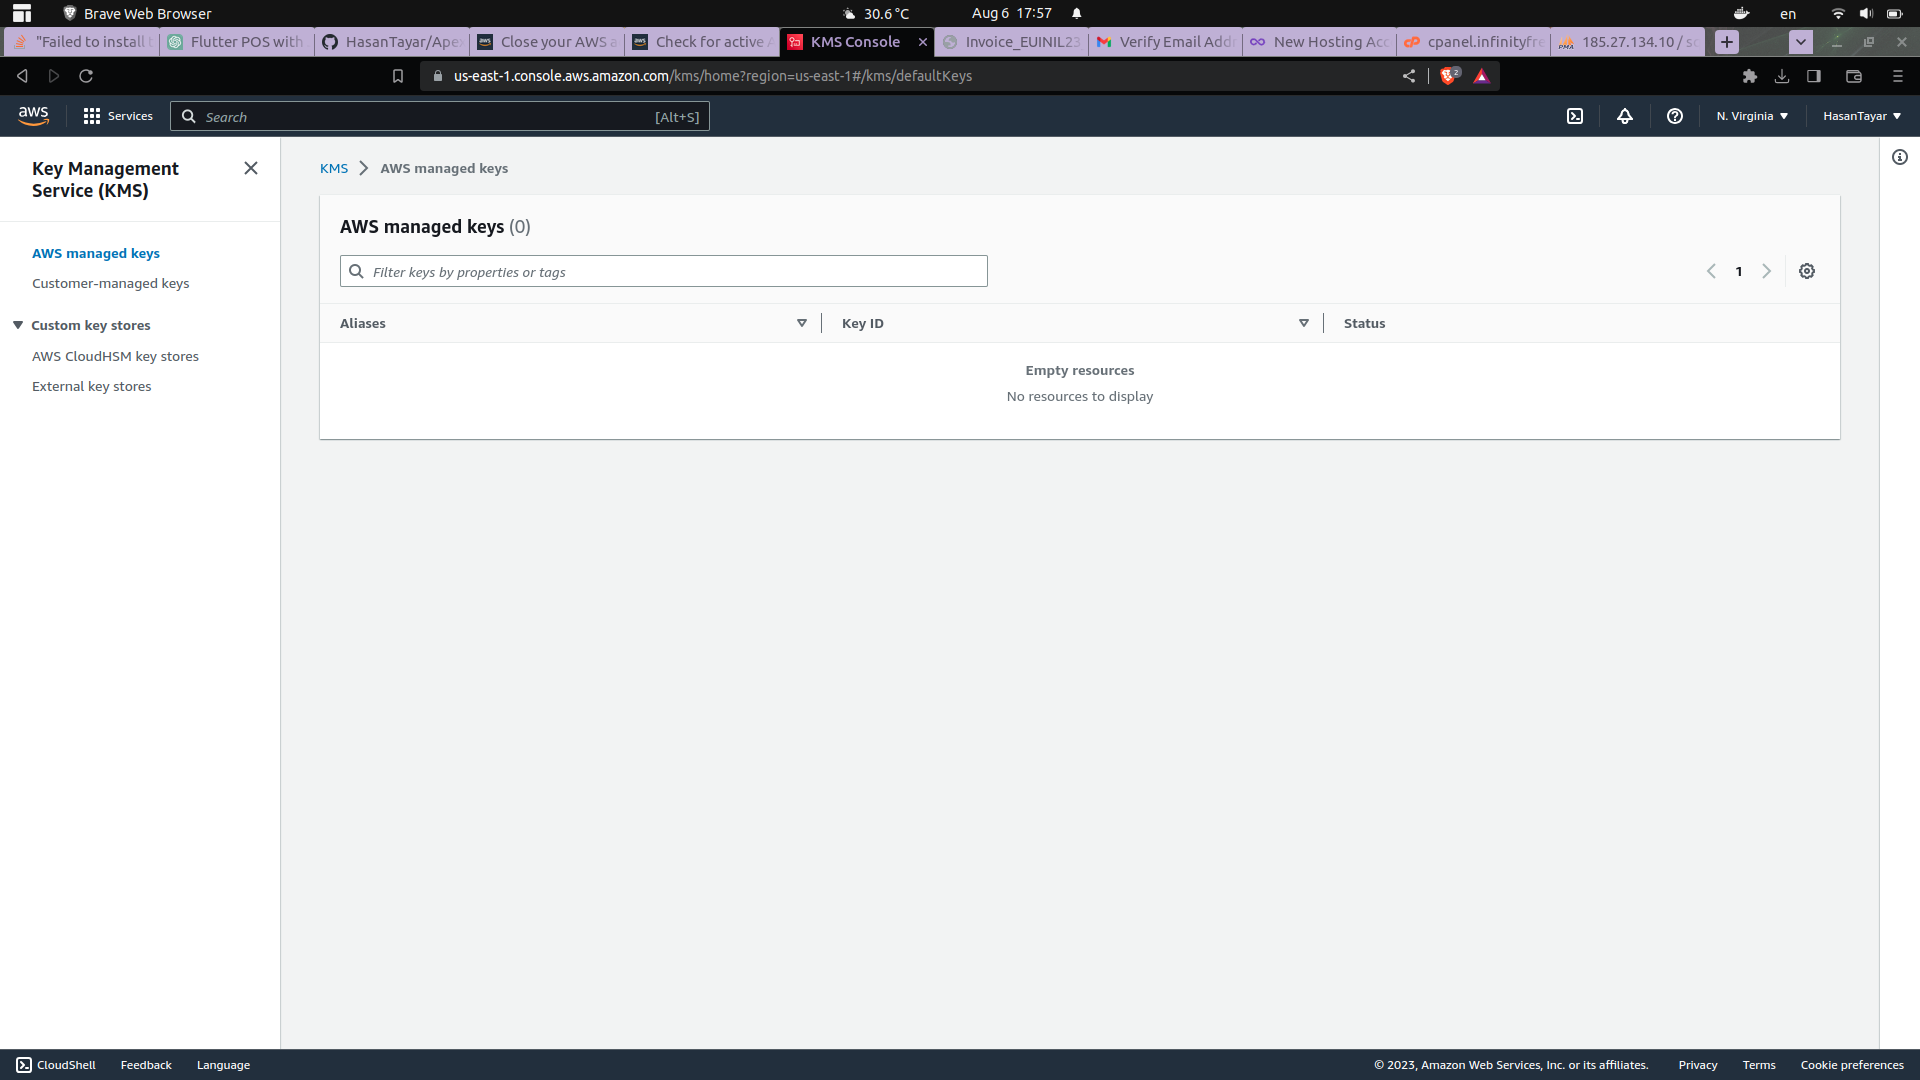 Brave Web Browser
30.6 °C
Aug 6 17:57
en
"Failed to install
Flutter POS with
HasanTayar/Ape
Close your AWS a
Check for active A
KMS Console
Invoice_EUINIL23
Verify Email Add
New Hosting Acc
cpanel.infinityfre
185.27.134.10 / sc
us-east-1.console.aws.amazon.com/kms/home?region=us-east-1#/kms/defaultKeys
2
aws
Services
Search
[Alt+S]
N. Virginia
HasanTayar
Key Management
Service (KMS)
AWS managed keys
Customer-managed keys
Custom key stores
AWS CloudHSM key stores
External key stores
KMS
AWS managed keys
AWS managed keys (0)
Filter keys by properties or tags
1
Aliases
Key ID
Status
Empty resources
No resources to display
CloudShell
Feedback
Language
© 2023, Amazon Web Services, Inc. or its affiliates.
Privacy
Terms
Cookie preferences